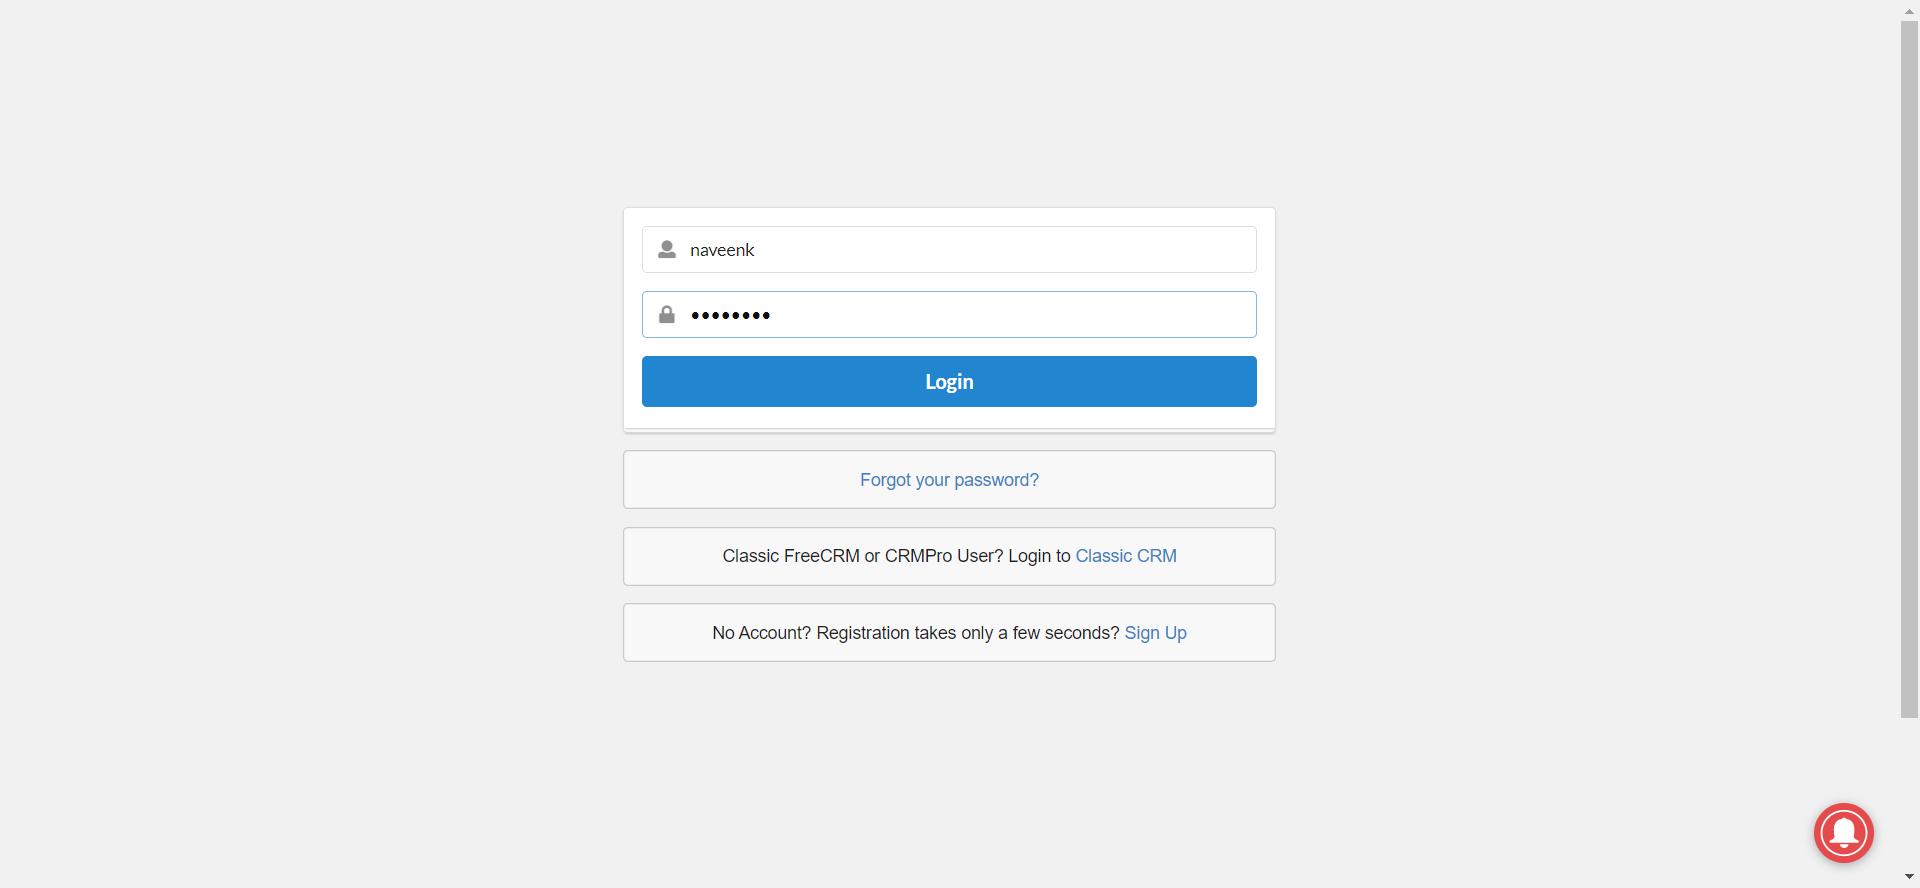 naveenk
••••••••
Login
Forgot your password?
Classic FreeCRM or CRMPro User? Login to Classic CRM
No Account? Registration takes only a few seconds? Sign Up